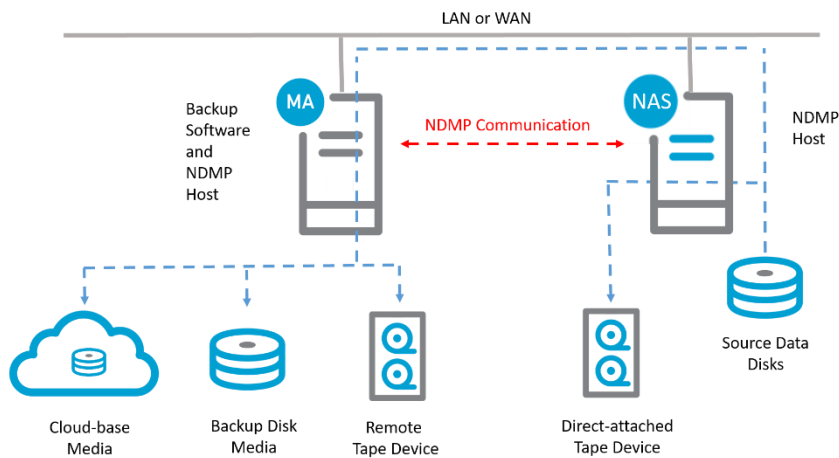 LAN or WAN
MA
NAS
Backup
Software
and
NDMP
Host
NDMP Communication
NDMP
Host
Source Data
Disks
Cloud-base
Media
Backup Disk
Media
Remote
Tape Device
Direct-attached
Tape Device